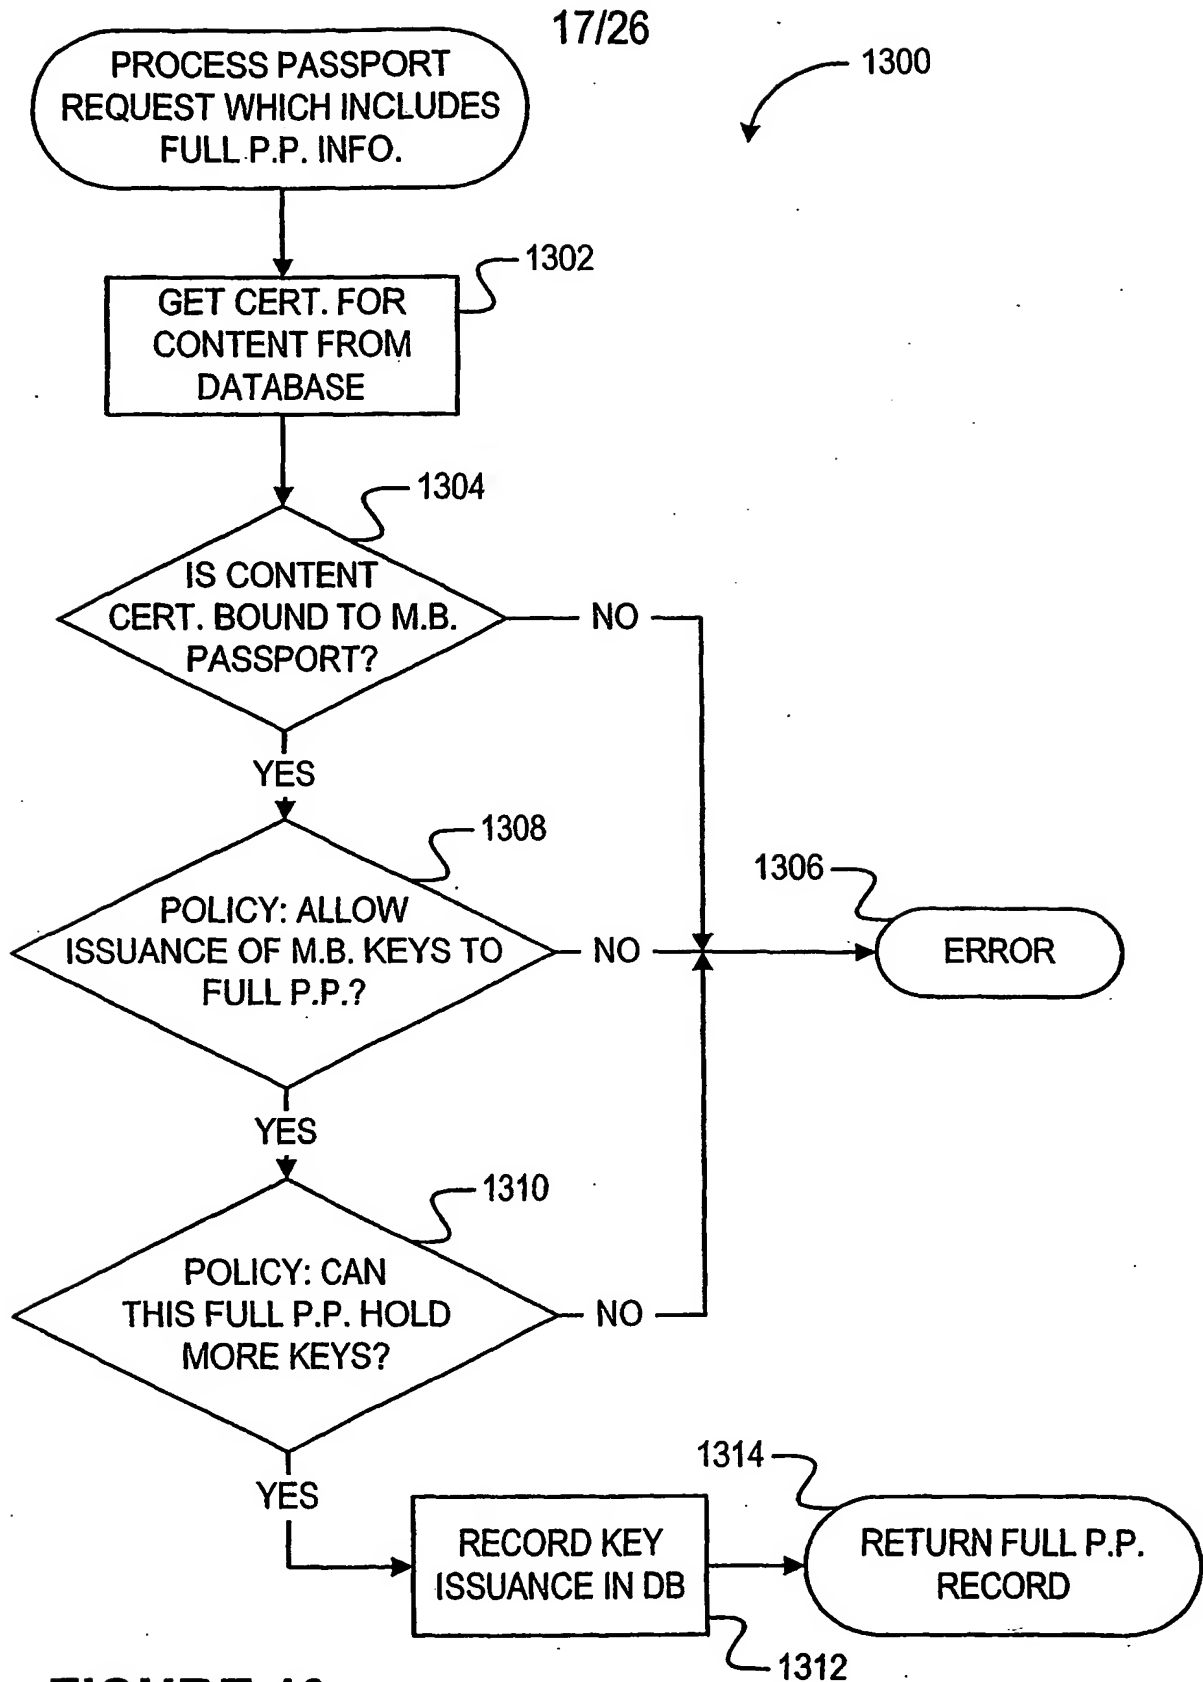 17/26
1300
PROCESS PASSPORT
REQUEST WHICH INCLUDES
FULL P.P. INFO.
1302
GET CERT. FOR
CONTENT FROM
DATABASE
1304
IS CONTENT
CERT. BOUND TO M.B.
PASSPORT?
NO
YES
1308
POLICY: ALLOW
ISSUANCE OF M.B. KEYS TO
FULL P.P.?
NO
1306
ERROR
YES
1310
POLICY: CAN
THIS FULL P.P. HOLD
MORE KEYS?
NO
YES
1314
RECORD KEY
ISSUANCE IN DB
RETURN FULL P.P.
RECORD
1312